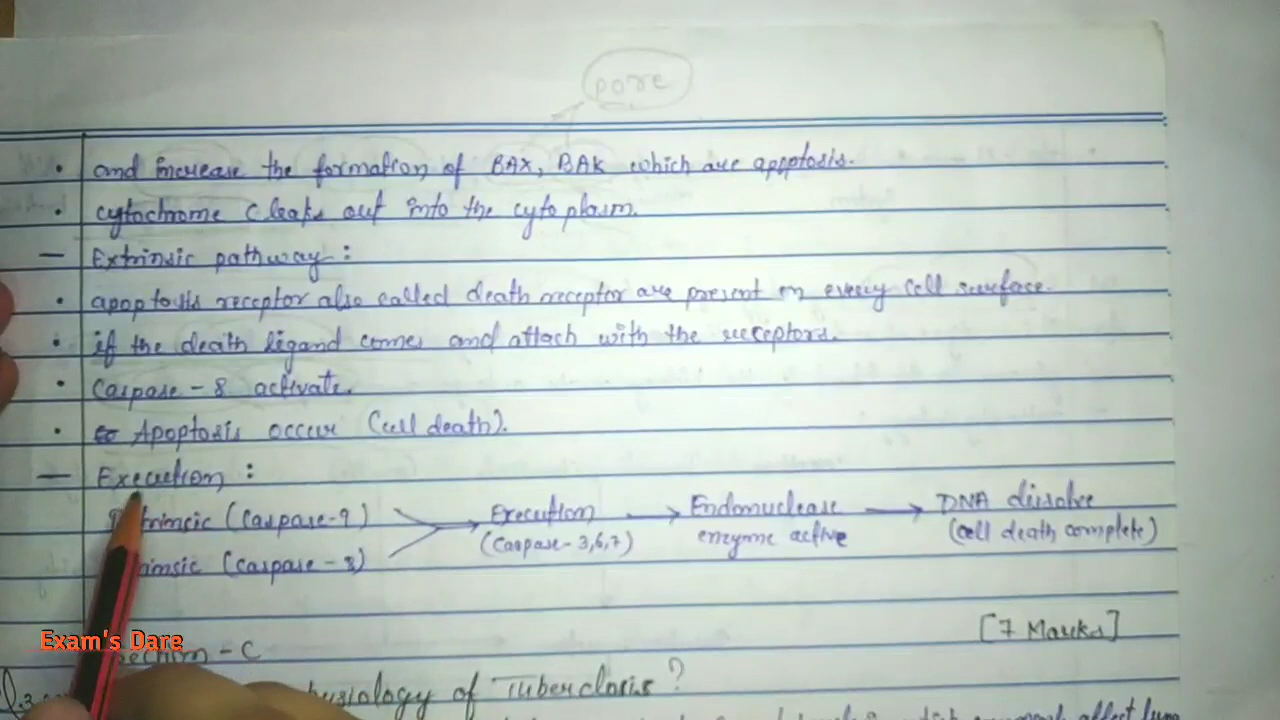 pore
• and increase the formation of BAX, BAK which are apoptosis.
• cytochrome C leaks out into the cytoplasm.
— Extrinsic pathway :
• apoptosis receptor also called death receptor are present on every cell surface.
• if the death ligand comes and attach with the receptors.
• Caspase - 8 activate.
• Apoptosis occur (cell death).
— Execution :
(Caspase-9)
(caspase - 8)
Execution → Endonuclease → DNA dissolve
(Caspase - 3,6,7) enzyme active (cell death complete)
[7 Marks]
Exam's Dare
Section - C
of Tuberclosis ?